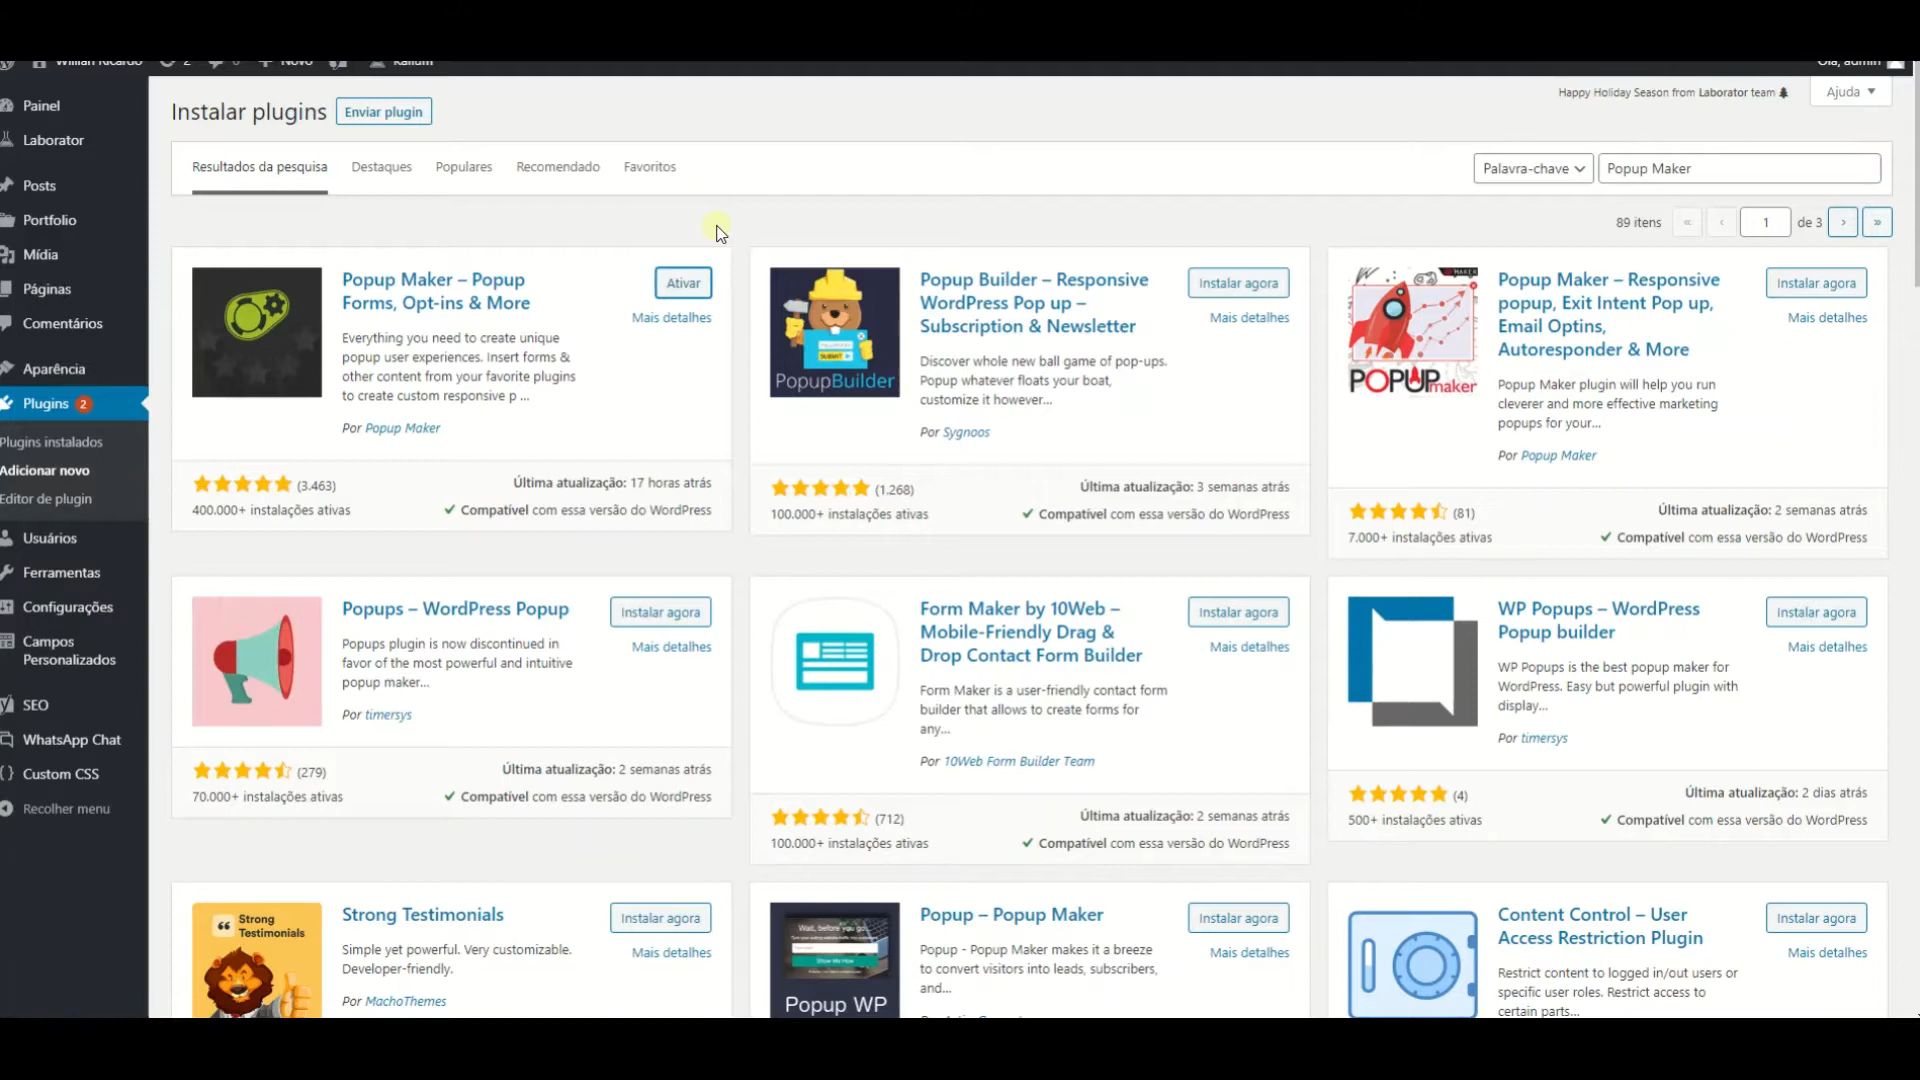 Willian Ricardo 2 Novo Kalium
Olá, admin
Painel
Laborator
Posts
Portfolio
Mídia
Páginas
Comentários
Aparência
Plugins 2
Plugins instalados
Adicionar novo
Editor de plugin
Usuários
Ferramentas
Configurações
Campos
Personalizados
SEO
WhatsApp Chat
Custom CSS
Recolher menu
Instalar plugins Enviar plugin
Happy Holiday Season from Laborator team
Ajuda
Resultados da pesquisa Destaques Populares Recomendado Favoritos
Palavra-chave Popup Maker
89 itens « ‹ 1 de 3 › »
Popup Maker – Popup
Forms, Opt-ins & More
Ativar
Mais detalhes
Everything you need to create unique
popup user experiences. Insert forms &
other content from your favorite plugins
to create custom responsive p ...
Por Popup Maker
(3.463)
400.000+ instalações ativas
Última atualização: 17 horas atrás
Compatível com essa versão do WordPress
SUBMIT
PopupBuilder
Popup Builder – Responsive
WordPress Pop up –
Subscription & Newsletter
Instalar agora
Mais detalhes
Discover whole new ball game of pop-ups.
Popup whatever floats your boat,
customize it however...
Por Sygnoos
(1.268)
100.000+ instalações ativas
Última atualização: 3 semanas atrás
Compatível com essa versão do WordPress
MAKER
POPUPmaker
Popup Maker – Responsive
popup, Exit Intent Pop up,
Email Optins,
Autoresponder & More
Instalar agora
Mais detalhes
Popup Maker plugin will help you run
cleverer and more effective marketing
popups for your...
Por Popup Maker
(81)
7.000+ instalações ativas
Última atualização: 2 semanas atrás
Compatível com essa versão do WordPress
Popups – WordPress Popup
Instalar agora
Mais detalhes
Popups plugin is now discontinued in
favor of the most powerful and intuitive
popup maker...
Por timersys
(279)
70.000+ instalações ativas
Última atualização: 2 semanas atrás
Compatível com essa versão do WordPress
Form Maker by 10Web –
Mobile-Friendly Drag &
Drop Contact Form Builder
Instalar agora
Mais detalhes
Form Maker is a user-friendly contact form
builder that allows to create forms for
any...
Por 10Web Form Builder Team
(712)
100.000+ instalações ativas
Última atualização: 2 semanas atrás
Compatível com essa versão do WordPress
WP Popups – WordPress
Popup builder
Instalar agora
Mais detalhes
WP Popups is the best popup maker for
WordPress. Easy but powerful plugin with
display...
Por timersys
(4)
500+ instalações ativas
Última atualização: 2 dias atrás
Compatível com essa versão do WordPress
Strong
Testimonials
Strong Testimonials
Instalar agora
Mais detalhes
Simple yet powerful. Very customizable.
Developer-friendly.
Por MachoThemes
Wait, before you go
Show Me How
Popup WP
Popup – Popup Maker
Instalar agora
Mais detalhes
Popup - Popup Maker makes it a breeze
to convert visitors into leads, subscribers,
and...
Content Control – User
Access Restriction Plugin
Instalar agora
Mais detalhes
Restrict content to logged in/out users or
specific user roles. Restrict access to
certain parts...